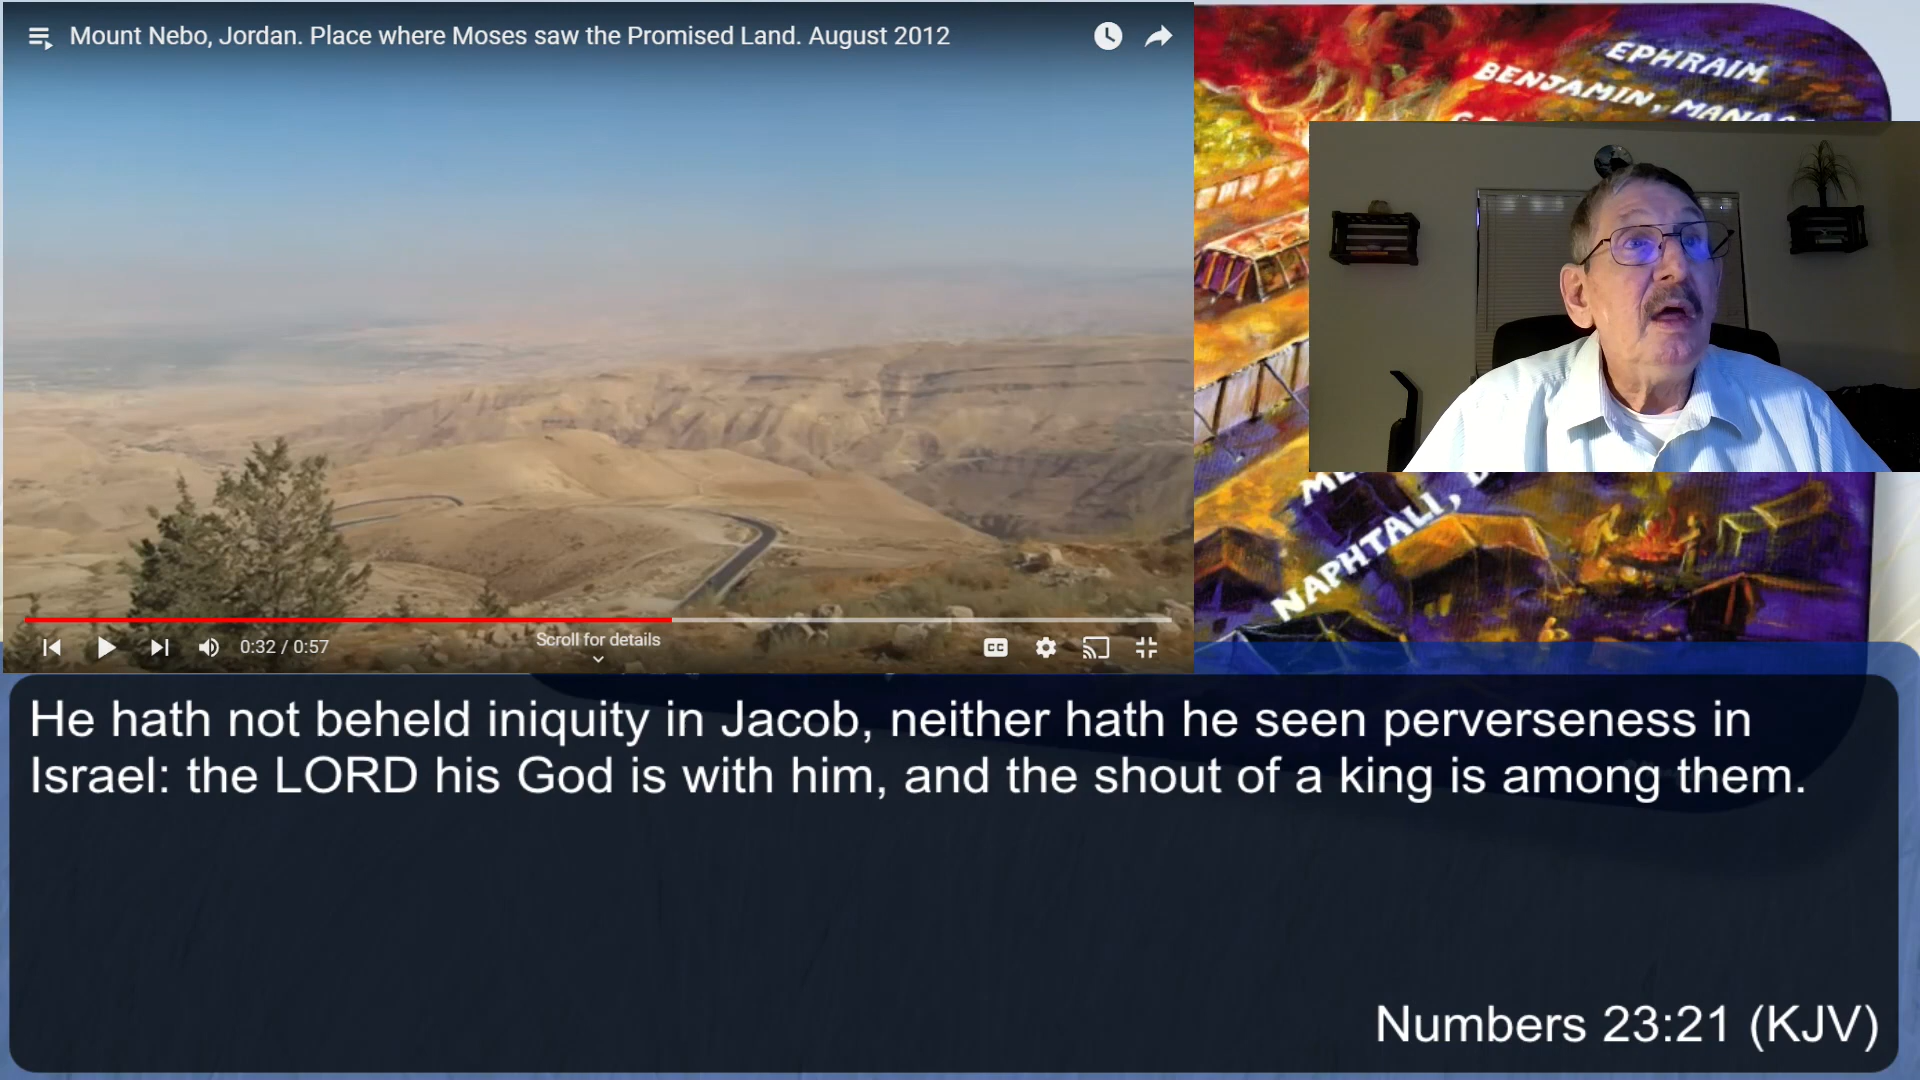 Mount Nebo, Jordan. Place where Moses saw the Promised Land. August 2012
EPHRAIM
BENJAMIN, MANAS
NAPHTALI,
0:32 / 0:57
Scroll for details
CC
He hath not beheld iniquity in Jacob, neither hath he seen perverseness in
Israel: the LORD his God is with him, and the shout of a king is among them.
Numbers 23:21 (KJV)